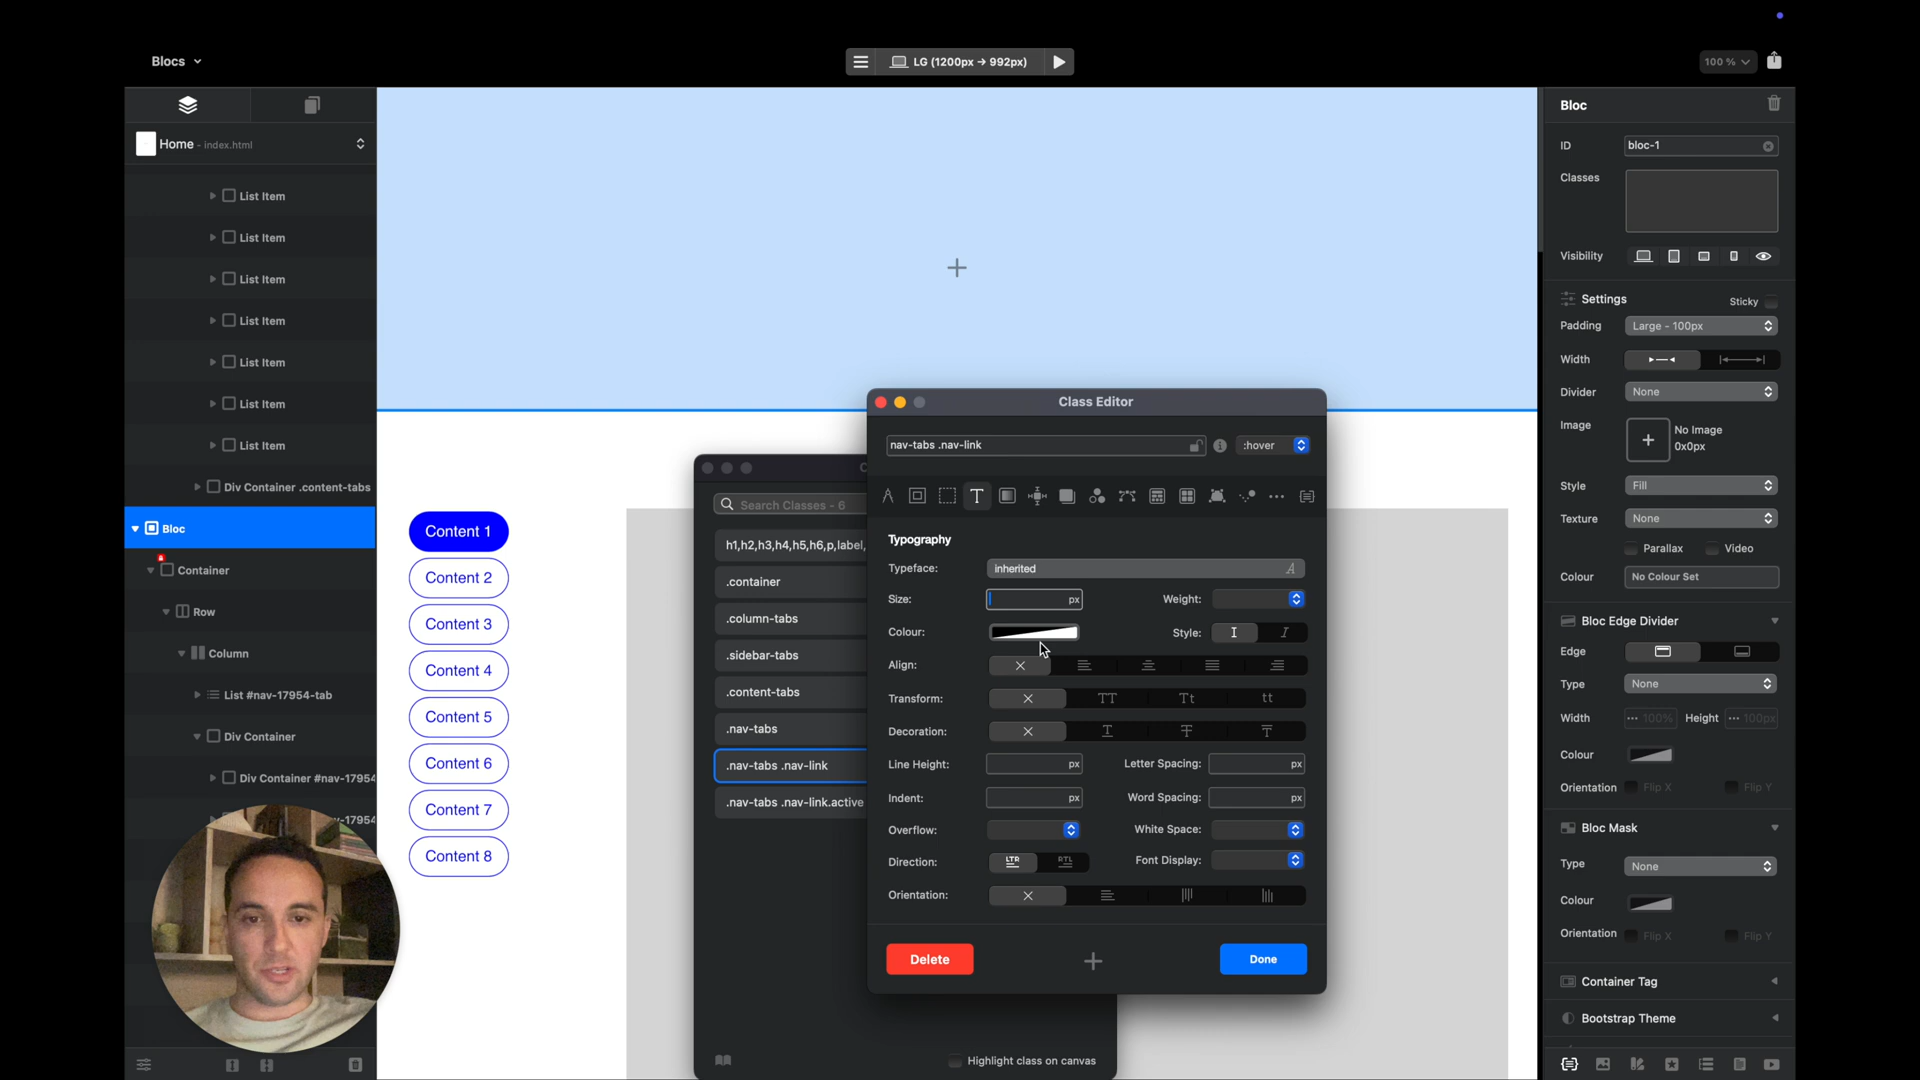 Blocs
LG (1200px → 992px)
100 %
Home - index.html
List Item
List Item
List Item
List Item
List Item
List Item
List Item
Div Container .content-tabs
Bloc
Container
Row
Column
List #nav-17954-tab
Div Container
Div Container #nav-17954
Content 1
Content 2
Content 3
Content 4
Content 5
Content 6
Content 7
Content 8
Search Classes - 6
h1,h2,h3,h4,h5,h6,p,label,
.container
.column-tabs
.sidebar-tabs
.content-tabs
.nav-tabs
.nav-tabs .nav-link
.nav-tabs .nav-link.active
Highlight class on canvas
Class Editor
nav-tabs .nav-link
:hover
Typography
Typeface: inherited
Size: px Weight:
Colour: Style:
Align:
Transform: TT Tt tt
Decoration:
Line Height: px Letter Spacing: px
Indent: px Word Spacing: px
Overflow: White Space:
Direction: LTR RTL Font Display:
Orientation:
Delete
Done
Bloc
ID bloc-1
Classes
Visibility
Settings Sticky
Padding Large - 100px
Width
Divider None
Image No Image
0x0px
Style Fill
Texture None
Parallax Video
Colour No Colour Set
Bloc Edge Divider
Edge
Type None
Width 100% Height 100px
Colour
Orientation Flip X Flip Y
Bloc Mask
Type None
Colour
Orientation Flip X Flip Y
Container Tag
Bootstrap Theme